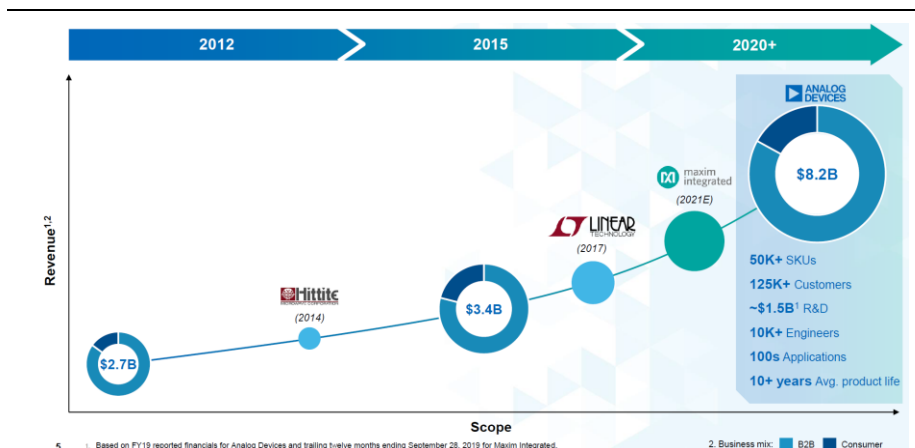 2012
2015
2020+
ANALOG
DEVICES
$8.2B
maxim
integrated
(2021E)
LINEAR
TECHNOLOGY
(2017)
Hittite
MICROWAVE CORPORATION
(2014)
$3.4B
$2.7B
50K+ SKUs
125K+ Customers
~$1.5B¹ R&D
10K+ Engineers
100s Applications
10+ years Avg. product life
Revenue¹·²
Scope
5 1. Based on FY19 reported financials for Analog Devices and trailing twelve months ending September 28, 2019 for Maxim Integrated.
2. Business mix: B2B Consumer